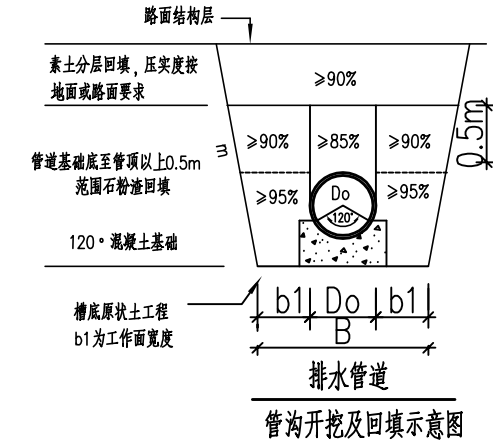 路面结构层
素土分层回填，压实度按
地面或路面要求
≥90%
≥90% ≥85% ≥90%
0.5m
m
管道基础底至管顶以上0.5m
范围石粉渣回填
≥95% Do ≥95%
120°
120°混凝土基础
槽底原状土工程
b1为工作面宽度
b1 Do b1
B
排水管道
管沟开挖及回填示意图